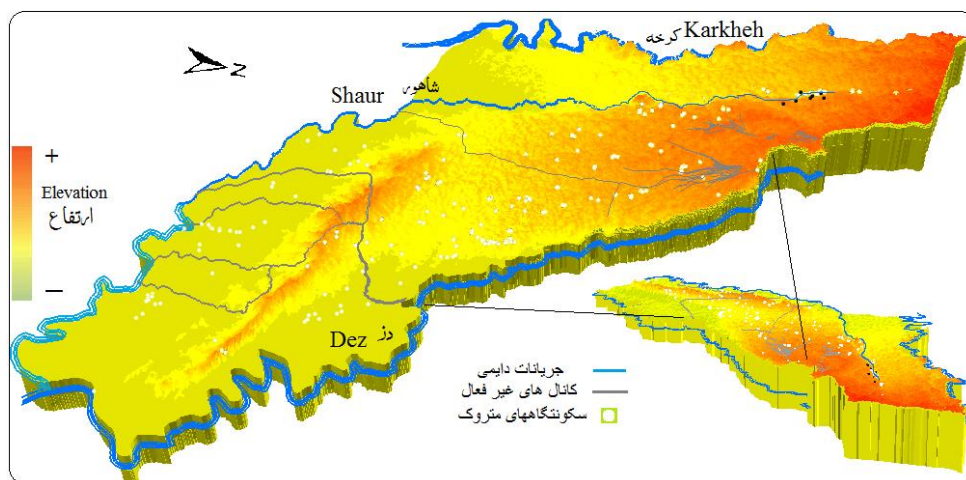 کرخه Karkheh
شاهور
Shaur
N
+
Elevation
ارتفاع
−
Dez دز
جریانات دایمی
کانال های غیر فعال
سکونتگاههای متروک